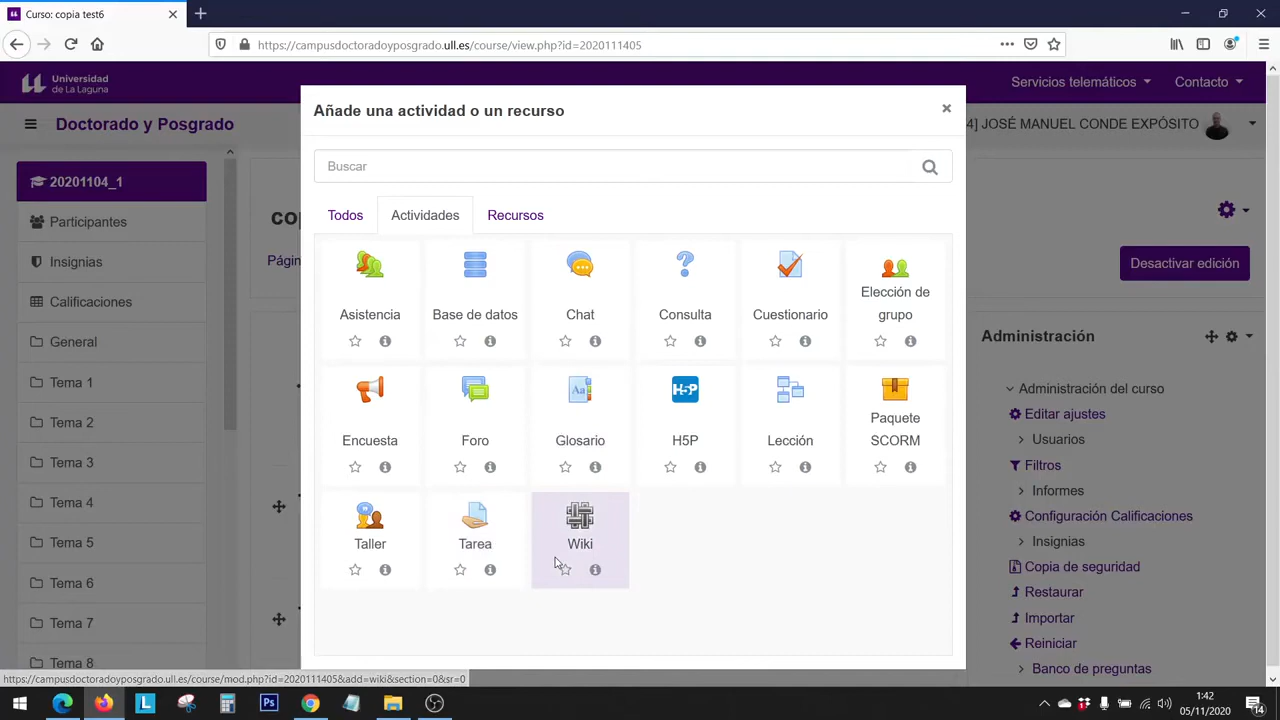 Curso: copia test6
https://campusdoctoradoyposgrado.ull.es/course/view.php?id=2020111405
Universidad
de La Laguna
Servicios telemáticos
Contacto
Doctorado y Posgrado
4] JOSÉ MANUEL CONDE EXPÓSITO
Añade una actividad o un recurso
Buscar
Todos
Actividades
Recursos
20201104_1
Participantes
Insignias
Calificaciones
General
Tema 1
Tema 2
Tema 3
Tema 4
Tema 5
Tema 6
Tema 7
Tema 8
cop
Págin
Asistencia
Base de datos
Chat
Consulta
Cuestionario
Elección de
grupo
Encuesta
Foro
Aa
Glosario
H5P
H5P
Lección
Paquete
SCORM
Taller
Tarea
Wiki
Desactivar edición
Administración
Administración del curso
Editar ajustes
Usuarios
Filtros
Informes
Configuración Calificaciones
Insignias
Copia de seguridad
Restaurar
Importar
Reiniciar
Banco de preguntas
https://campusdoctoradoyposgrado.ull.es/course/mod.php?id=2020111405&add=wiki&section=0&sr=0
L
Ps
1:42
05/11/2020
14